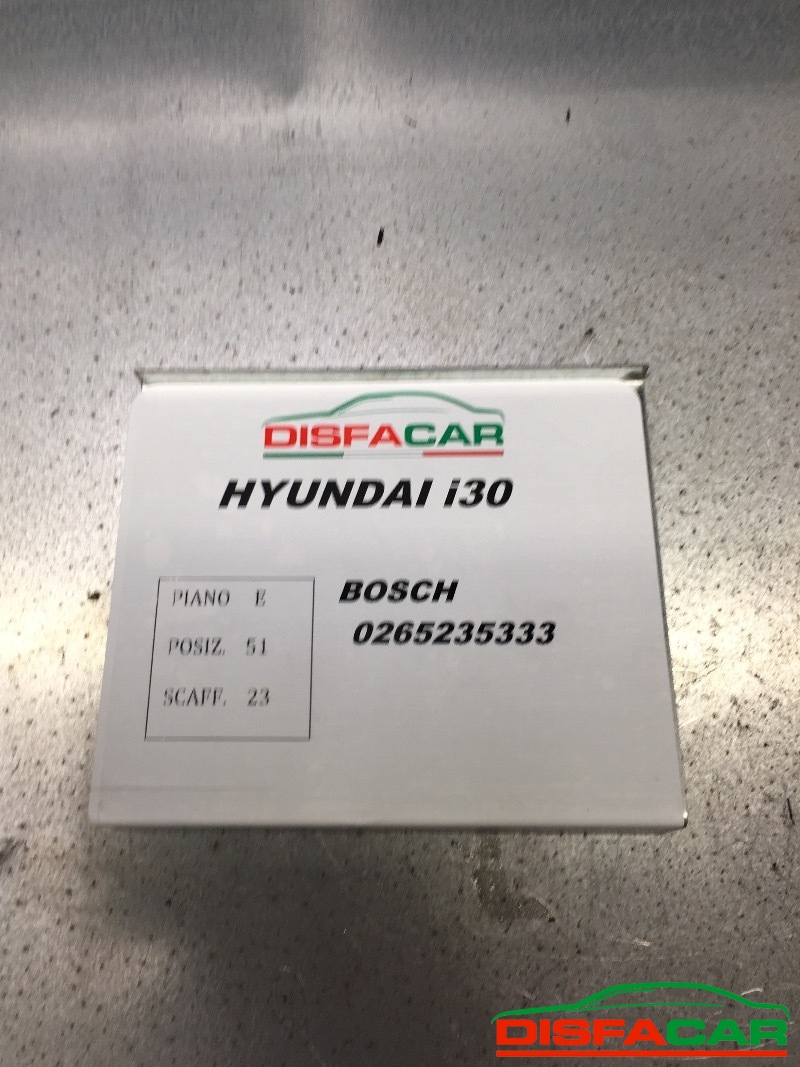 DISFACAR
HYUNDAI i30
PIANO E
POSIZ. 51
SCAFF. 23
BOSCH
0265235333
DISFACAR